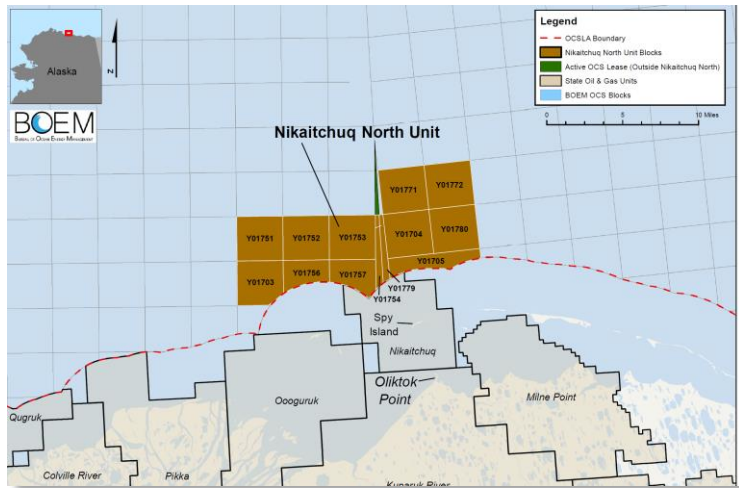 Alaska
N
BOEM
BUREAU OF OCEAN ENERGY MANAGEMENT
Legend
OCSLA Boundary
Nikaitchuq North Unit Blocks
Active OCS Lease (Outside Nikaitchuq North)
State Oil & Gas Units
BOEM OCS Blocks
0
10 Miles
Nikaitchuq North Unit
Y01771
Y01772
Y01751
Y01752
Y01753
Y01704
Y01780
Y01703
Y01756
Y01757
Y01705
Y01779
Y01754
Spy
Island
Nikaitchuq
Oliktok
Point
Oooguruk
Milne Point
Qugruk
Colville River
Pikka
Kuparuk River